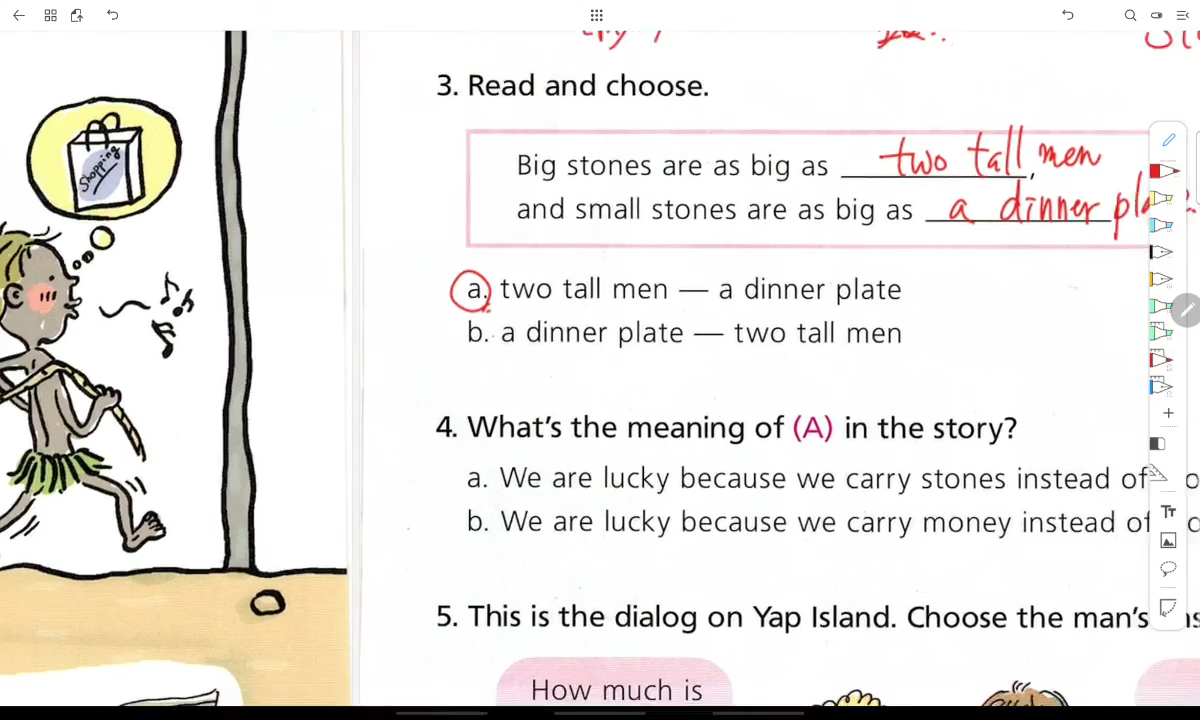 Shopping
3. Read and choose.
Big stones are as big as two tall men,
and small stones are as big as a dinner
a. two tall men — a dinner plate
b. a dinner plate — two tall men
4. What's the meaning of (A) in the story?
a. We are lucky because we carry stones instead of
b. We are lucky because we carry money instead of
5. This is the dialog on Yap Island. Choose the man's
How much is
Tт